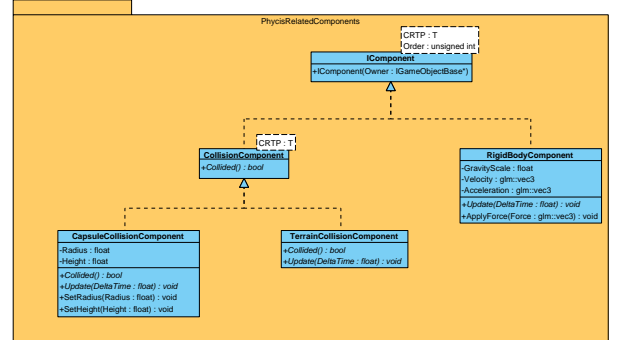 PhycisRelatedComponents
CRTP : T
Order : unsigned int
IComponent
+IComponent(Owner : IGameObjectBase*)
CRTP : T
CollisionComponent
+Collided() : bool
RigidBodyComponent
-GravityScale : float
-Velocity : glm::vec3
-Acceleration : glm::vec3
+Update(DeltaTime : float) : void
+ApplyForce(Force : glm::vec3) : void
CapsuleCollisionComponent
-Radius : float
-Height : float
+Collided() : bool
+Update(DeltaTime : float) : void
+SetRadius(Radius : float) : void
+SetHeight(Height : float) : void
TerrainCollisionComponent
+Collided() : bool
+Update(DeltaTime : float) : void